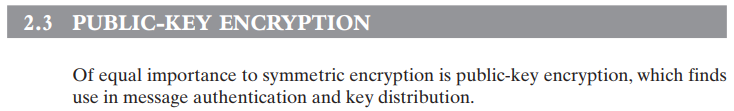 2.3 PUBLIC-KEY ENCRYPTION
Of equal importance to symmetric encryption is public-key encryption, which finds
use in message authentication and key distribution.